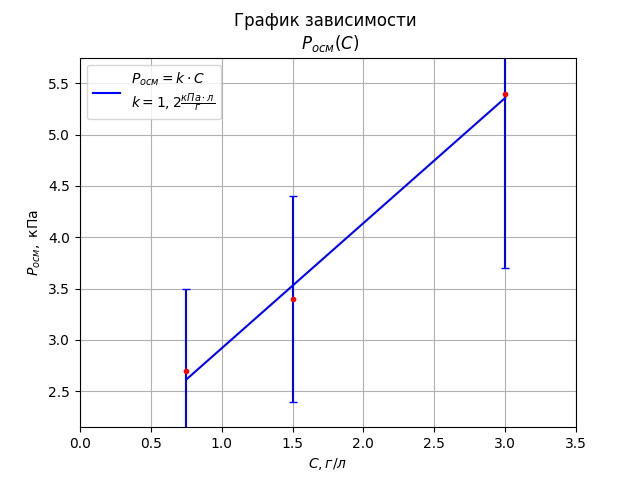 График зависимости
P_осм(C)
P_осм = k · C
k = 1, 2 кПа · л / г
5.5
5.0
4.5
4.0
3.5
3.0
2.5
P_осм, кПа
0.0 0.5 1.0 1.5 2.0 2.5 3.0 3.5
C, г/л